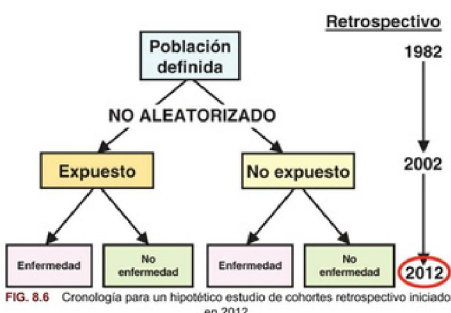 Retrospectivo
Población
definida
1982
NO ALEATORIZADO
Expuesto
No expuesto
2002
Enfermedad
No
enfermedad
Enfermedad
No
enfermedad
2012
FIG. 8.6 Cronología para un hipotético estudio de cohortes retrospectivo iniciado
en 2012